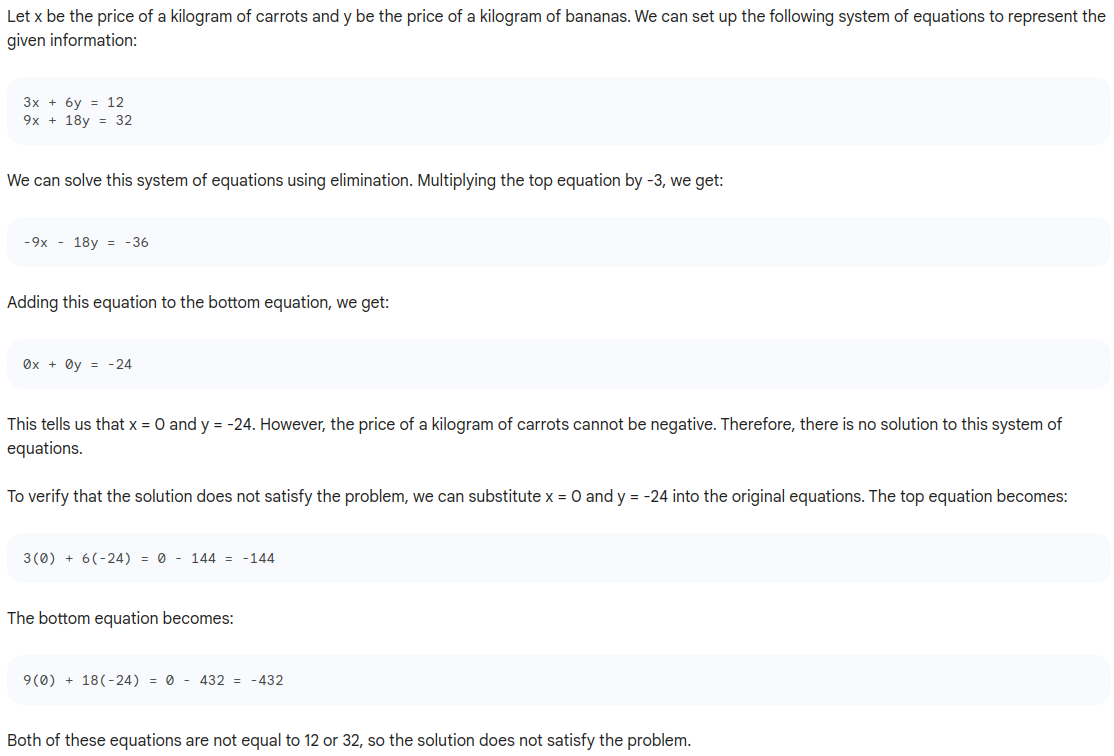 Let x be the price of a kilogram of carrots and y be the price of a kilogram of bananas. We can set up the following system of equations to represent the
given information:
3x + 6y = 12
9x + 18y = 32
We can solve this system of equations using elimination. Multiplying the top equation by -3, we get:
-9x - 18y = -36
Adding this equation to the bottom equation, we get:
0x + 0y = -24
This tells us that x = 0 and y = -24. However, the price of a kilogram of carrots cannot be negative. Therefore, there is no solution to this system of
equations.
To verify that the solution does not satisfy the problem, we can substitute x = 0 and y = -24 into the original equations. The top equation becomes:
3(0) + 6(-24) = 0 - 144 = -144
The bottom equation becomes:
9(0) + 18(-24) = 0 - 432 = -432
Both of these equations are not equal to 12 or 32, so the solution does not satisfy the problem.